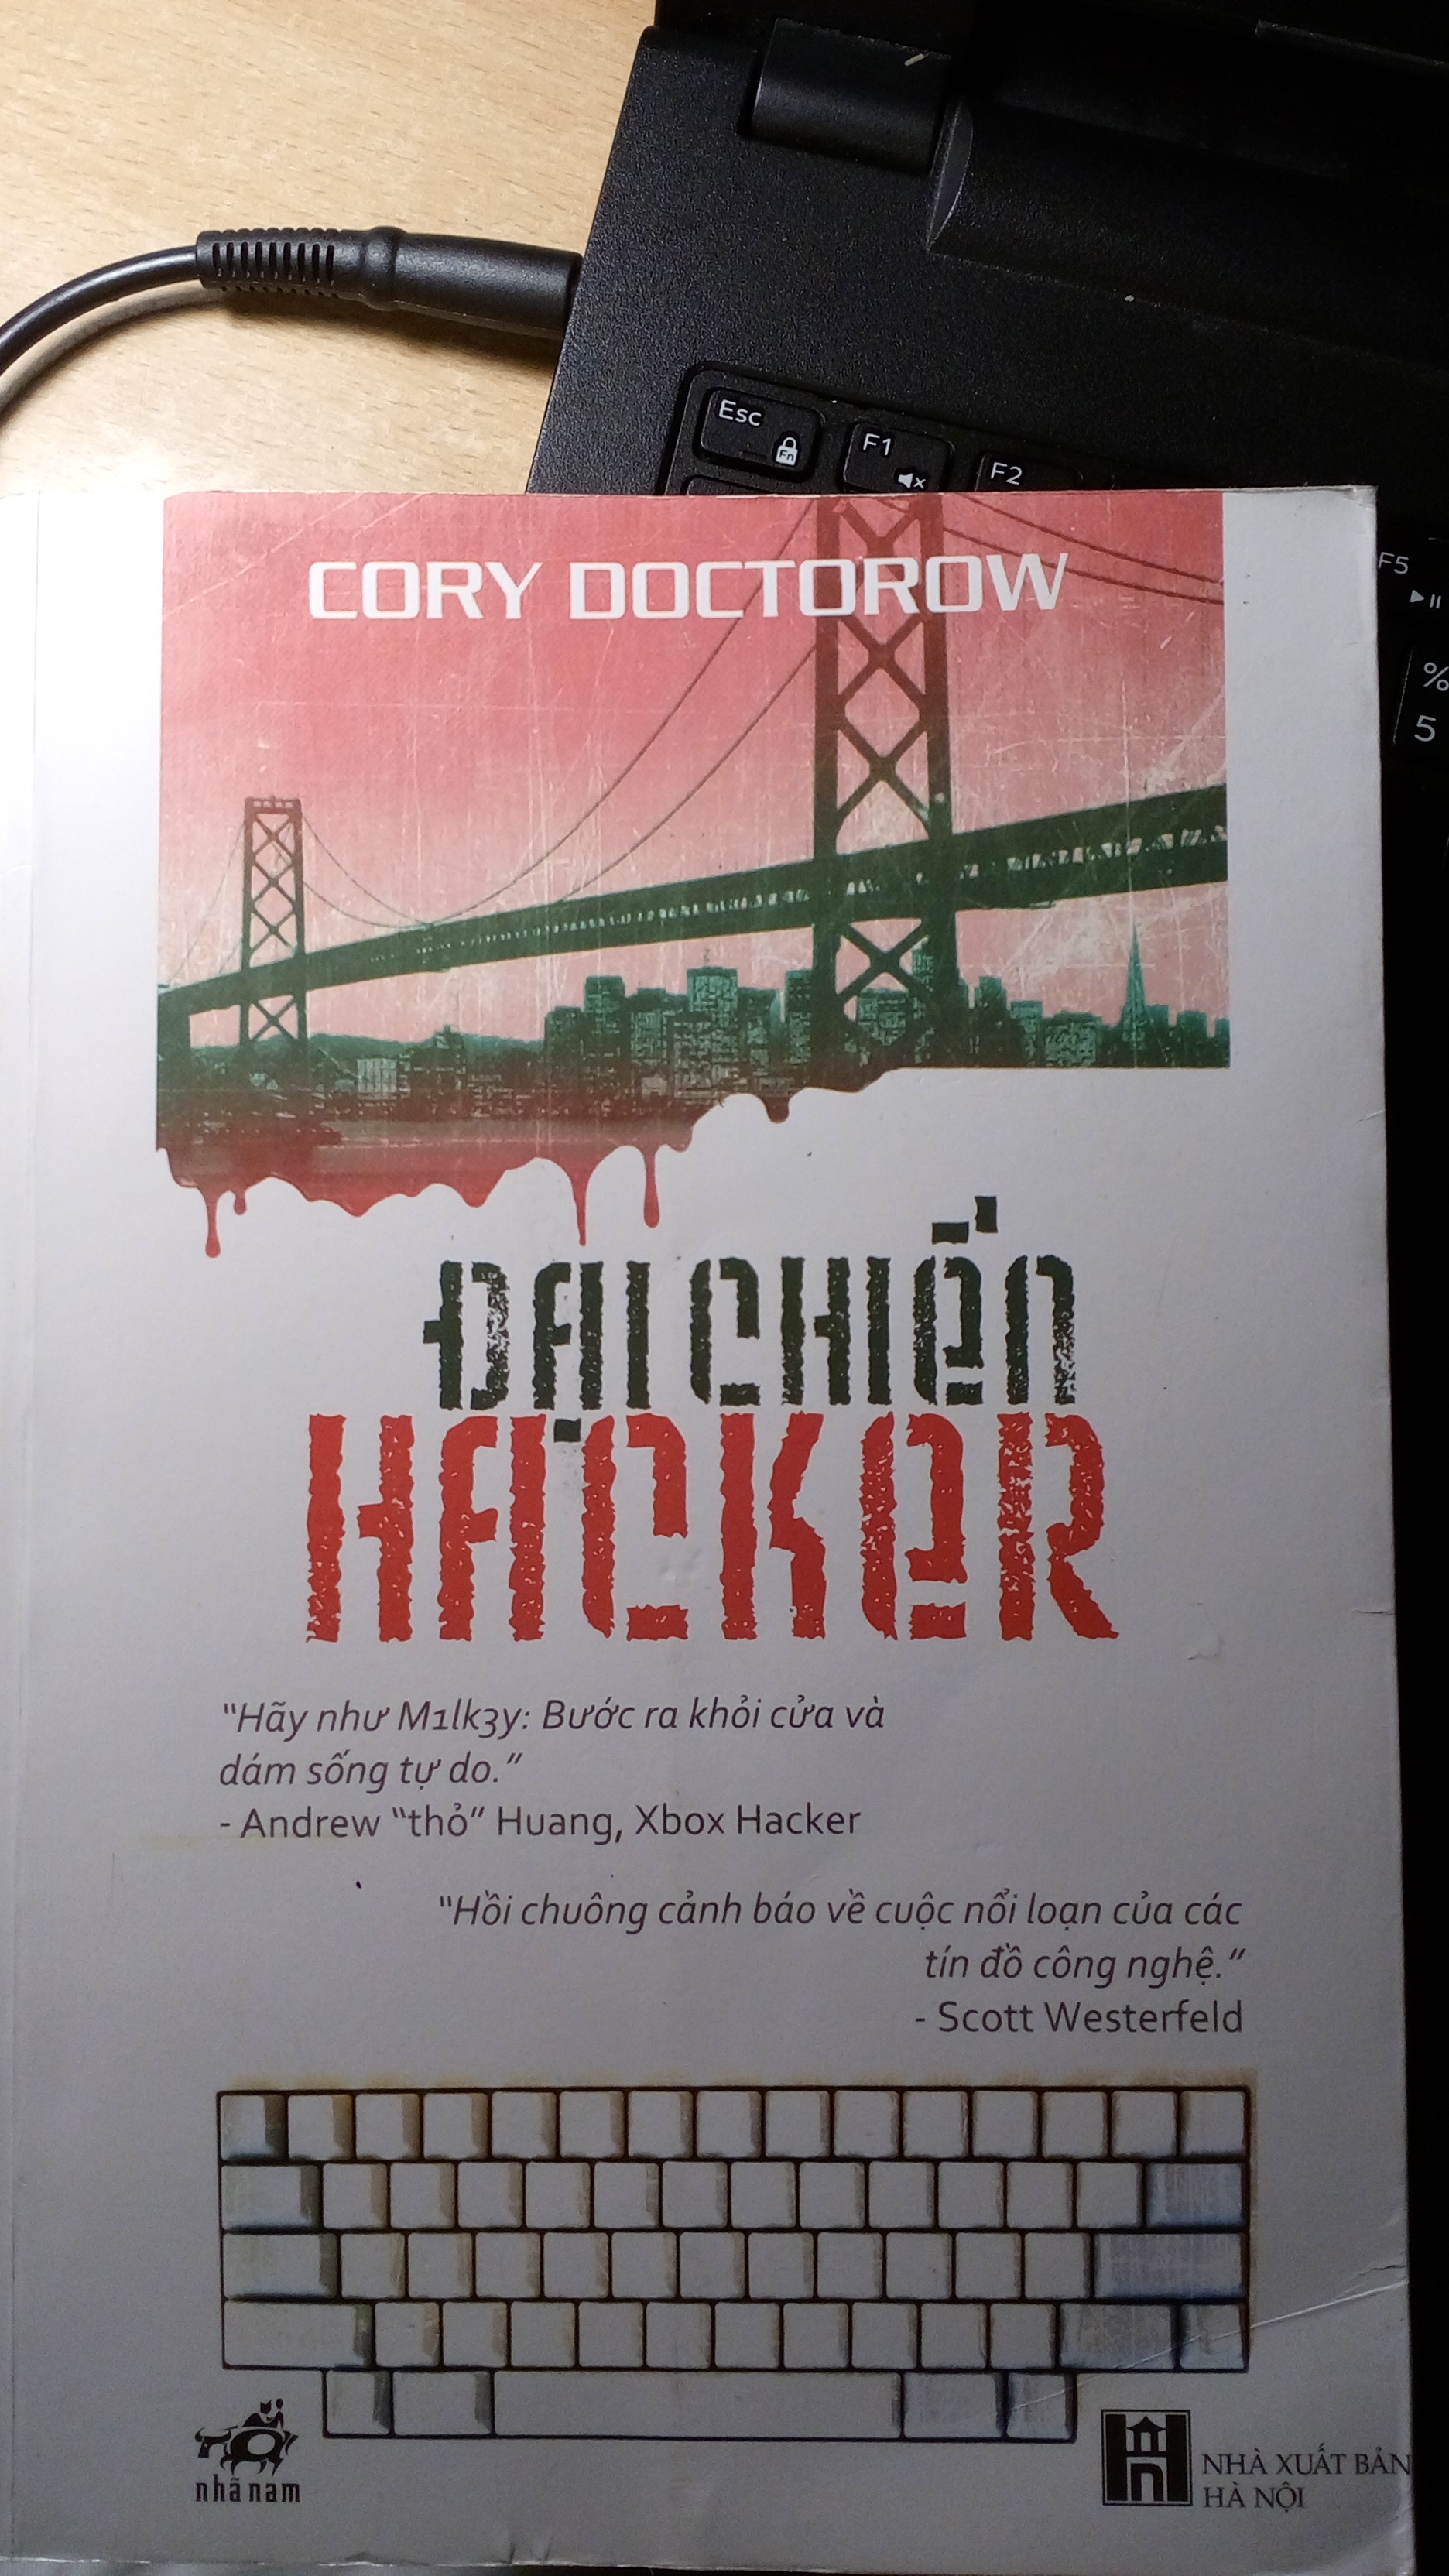 Esc
Fn
F1
F2
F5
%
5
CORY DOCTOROW
ĐẠI CHIẾN
HACKER
“Hãy như M1lk3y: Bước ra khỏi cửa và
dám sống tự do.”
- Andrew “thỏ” Huang, Xbox Hacker
“Hồi chuông cảnh báo về cuộc nổi loạn của các
tín đồ công nghệ.”
- Scott Westerfeld
nhã nam
NHÀ XUẤT BẢN
HÀ NỘI